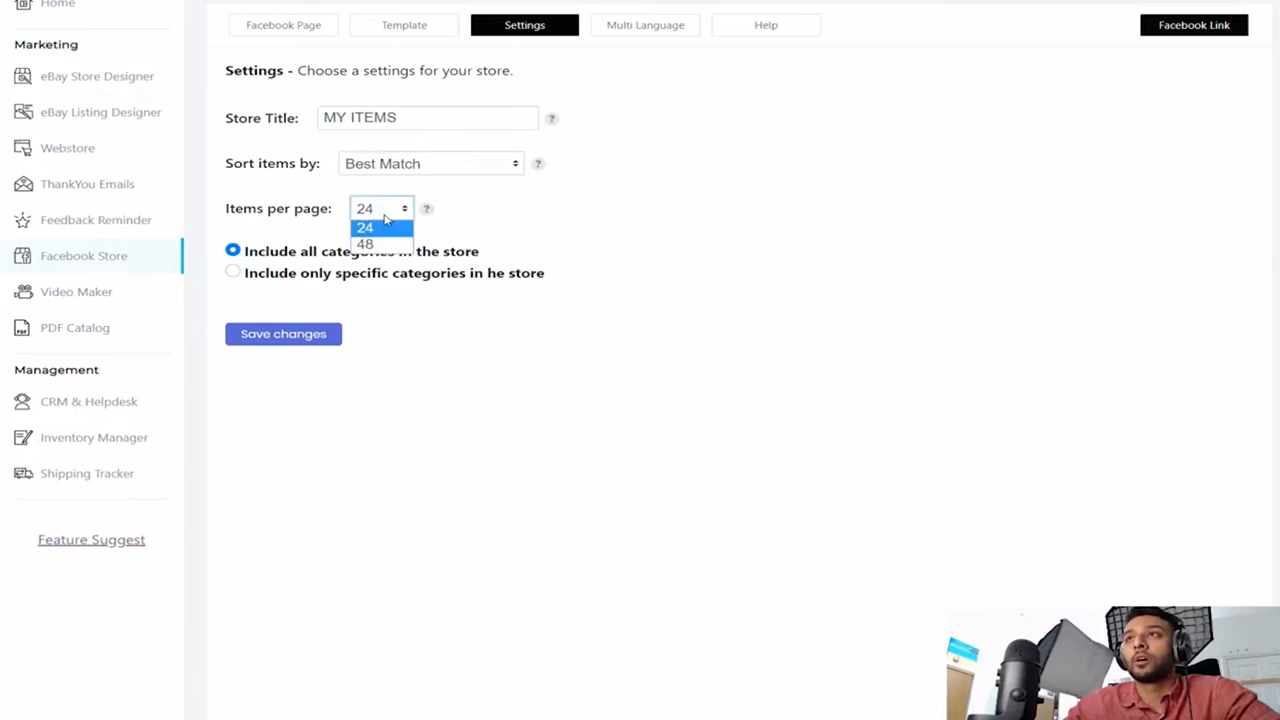 Home
Marketing
eBay Store Designer
eBay Listing Designer
Webstore
ThankYou Emails
Feedback Reminder
Facebook Store
Video Maker
PDF Catalog
Management
CRM & Helpdesk
Inventory Manager
Shipping Tracker
Feature Suggest
Facebook Page
Template
Settings
Multi Language
Help
Facebook Link
Settings - Choose a settings for your store.
Store Title: MY ITEMS ?
Sort items by: Best Match ?
Items per page: 24 ?
24
48
Include all categories in the store
Include only specific categories in he store
Save changes